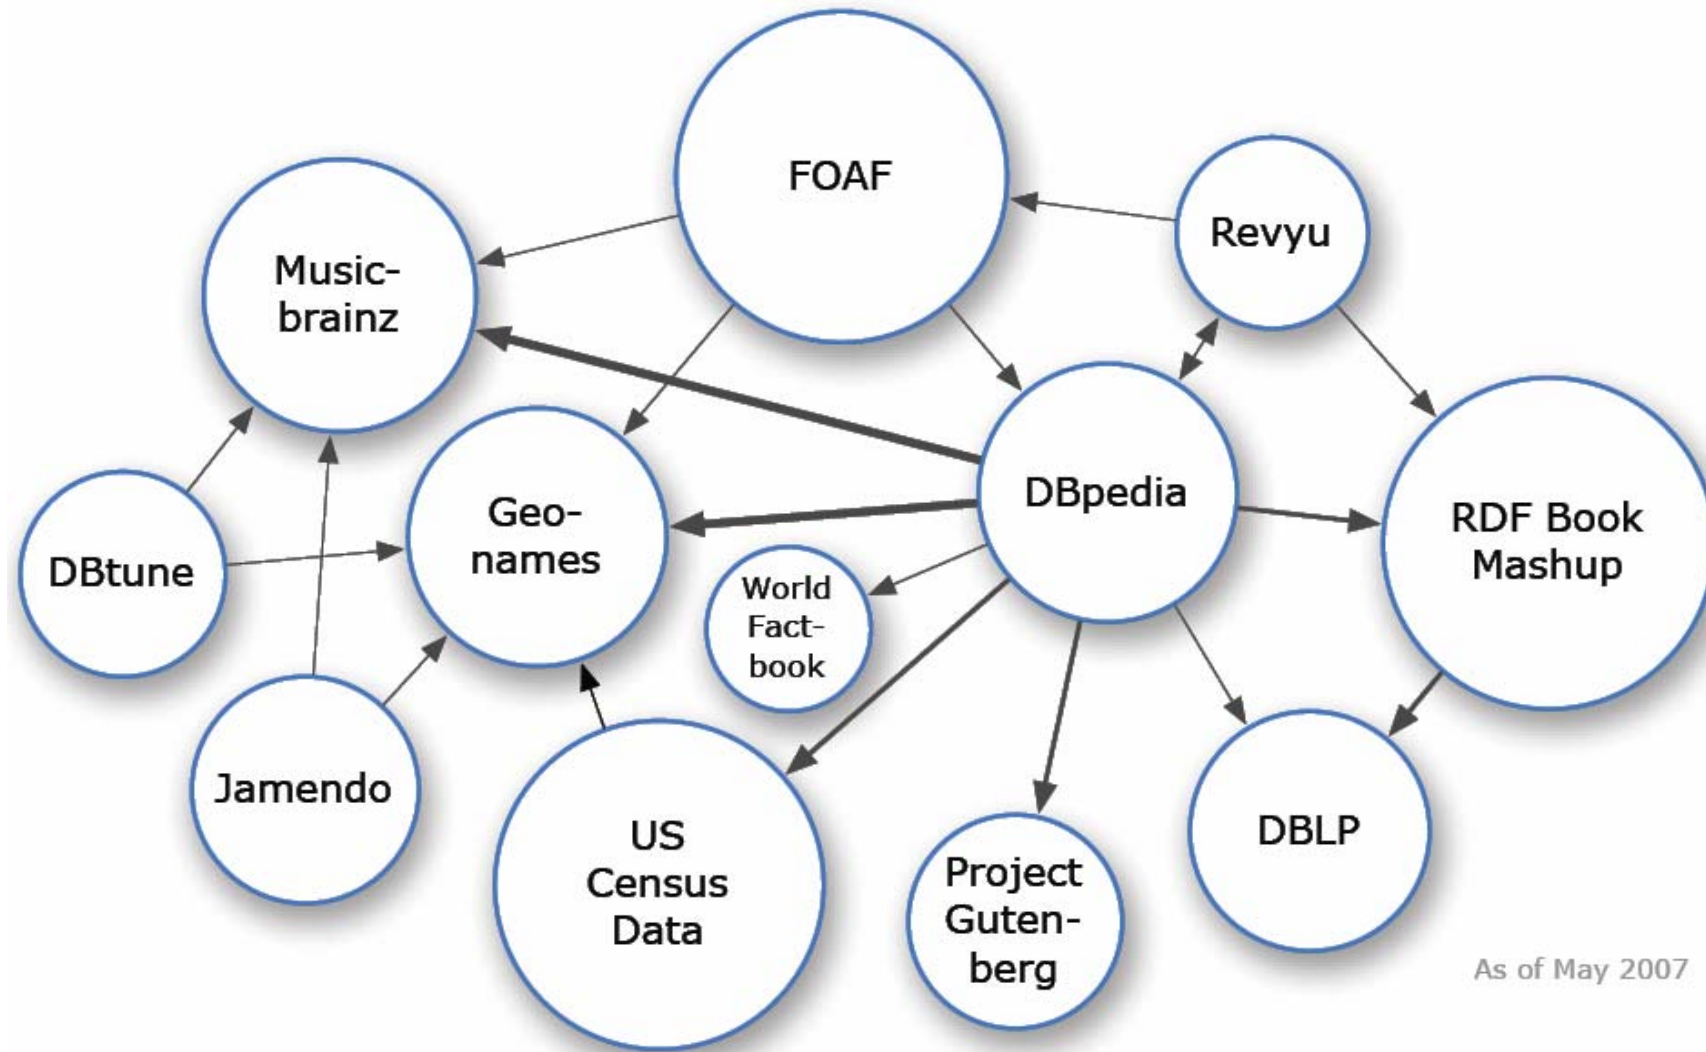 FOAF
Revyu
Music-
brainz
DBpedia
Geo-
names
RDF Book
Mashup
DBtune
World
Fact-
book
Jamendo
US
Census
Data
Project
Guten-
berg
DBLP
As of May 2007